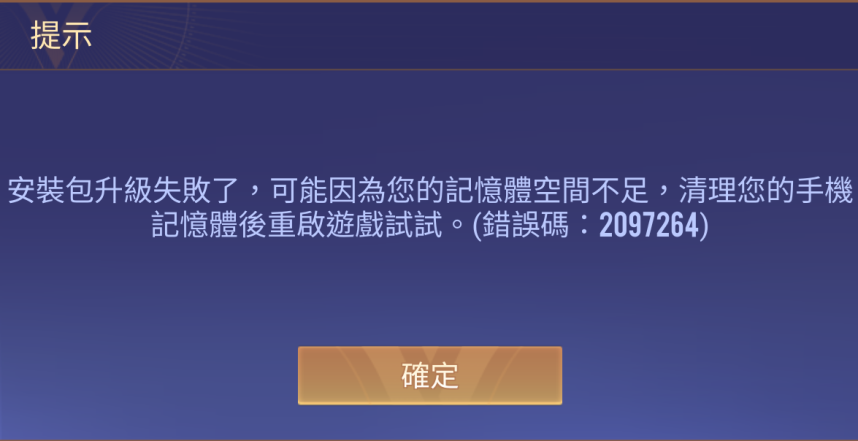 提示
安裝包升級失敗了，可能因為您的記憶體空間不足，清理您的手機
記憶體後重啟遊戲試試。(錯誤碼：2097264)
確定